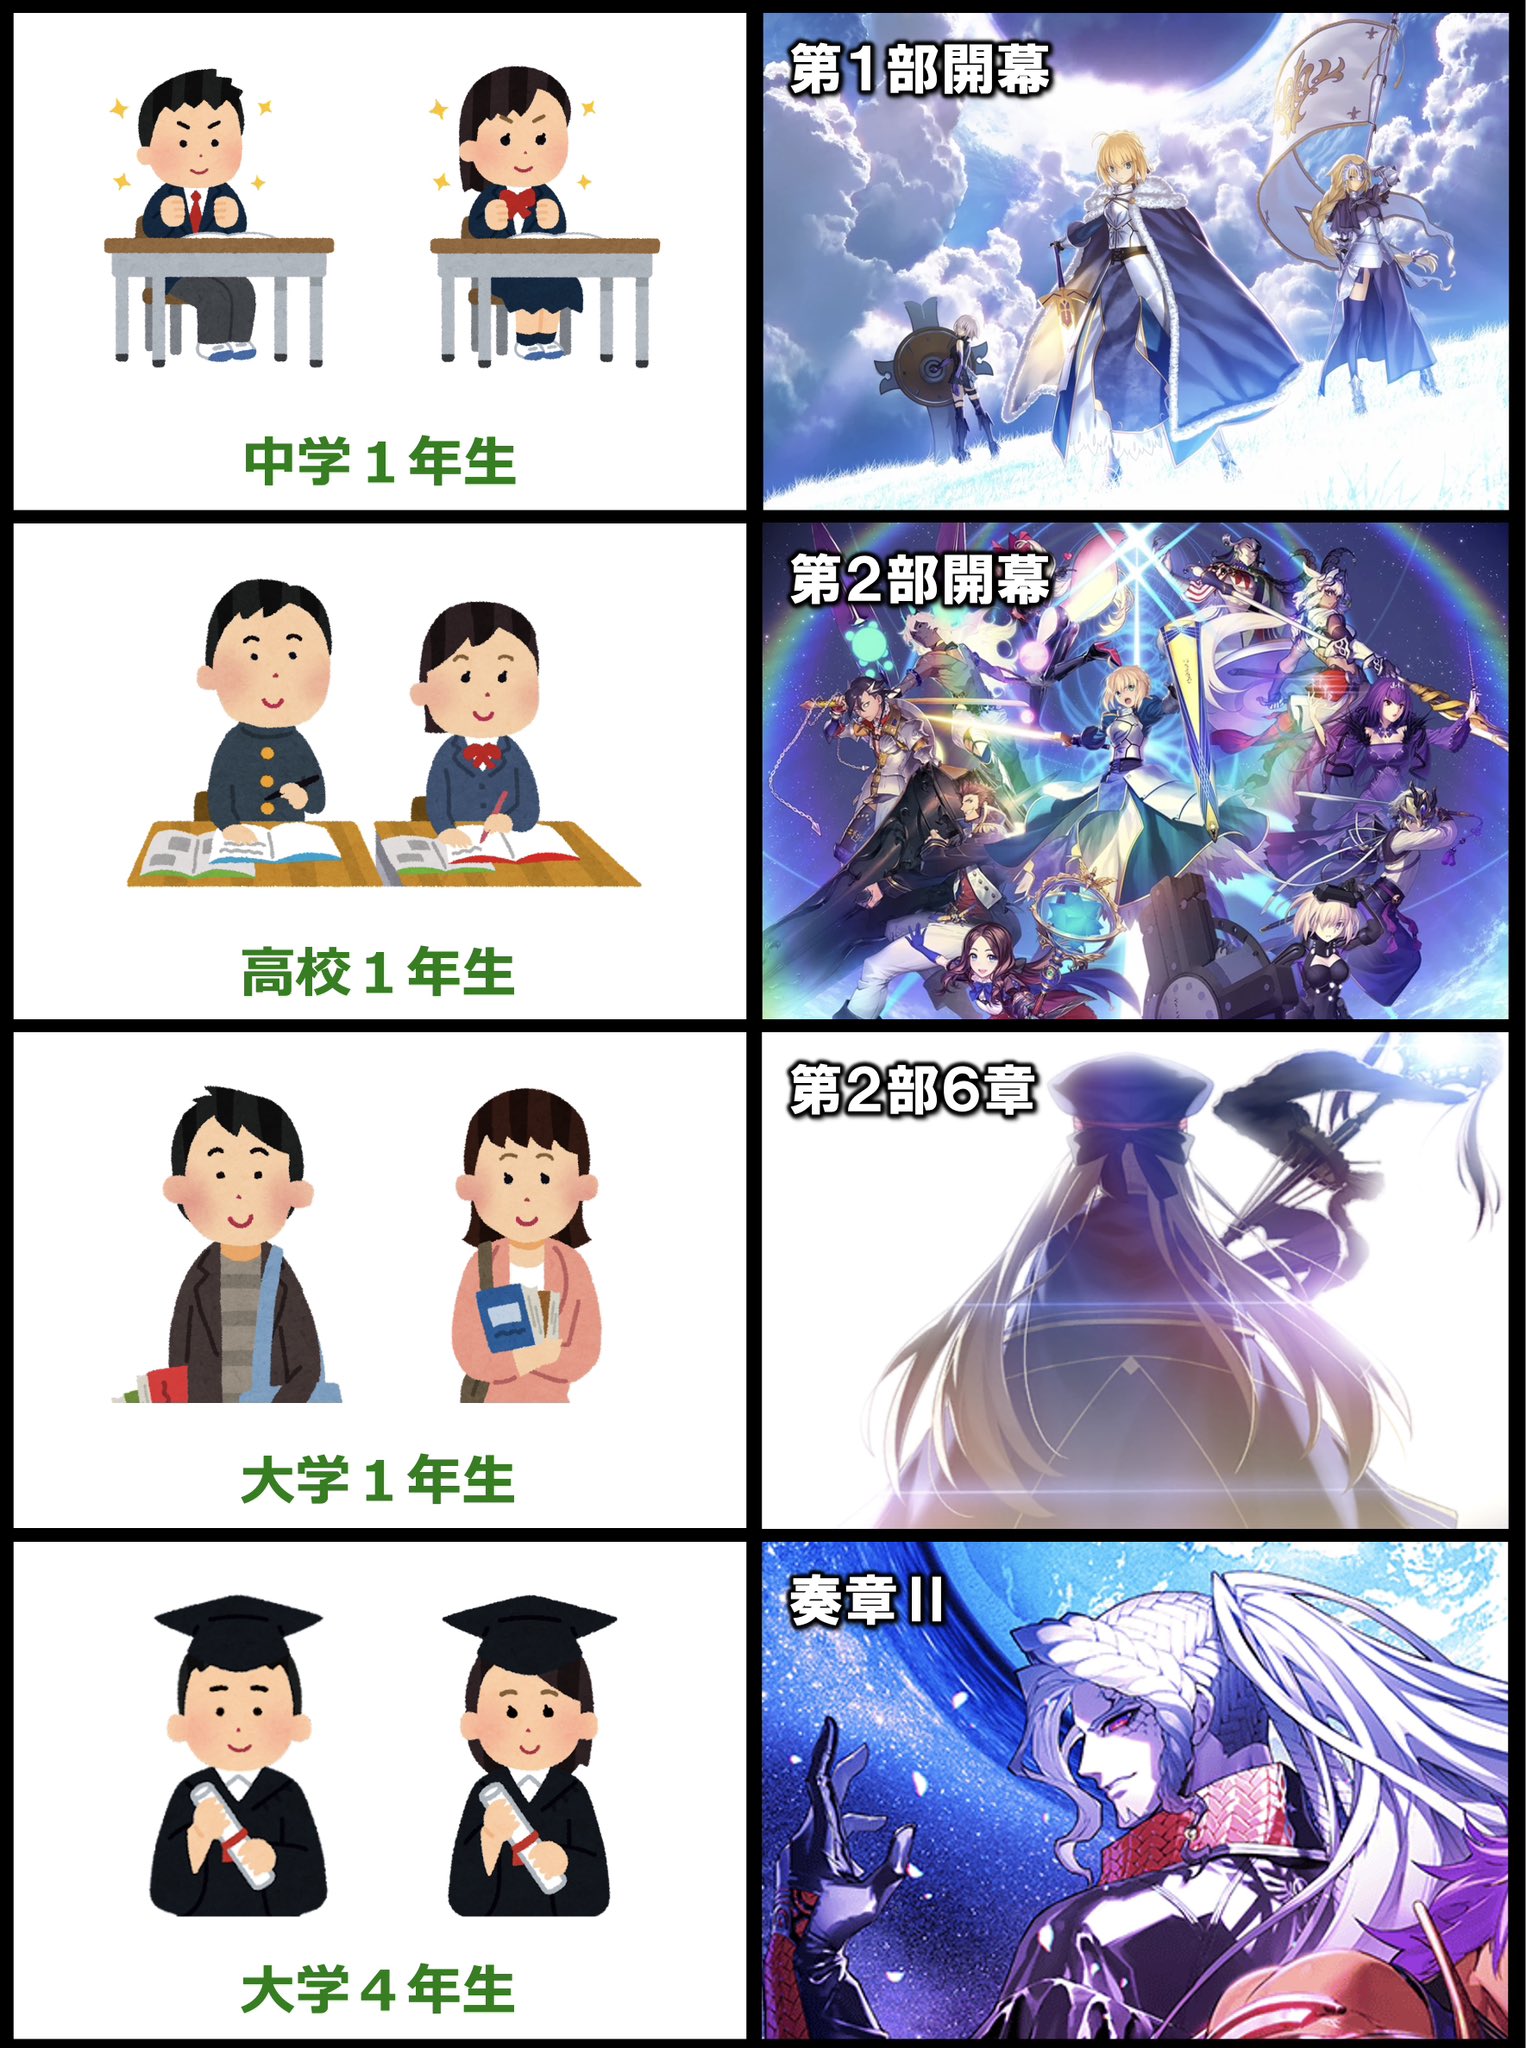 中学１年生
第1部開幕
高校１年生
第2部開幕
大学１年生
第2部6章
大学４年生
奏章Ⅱ